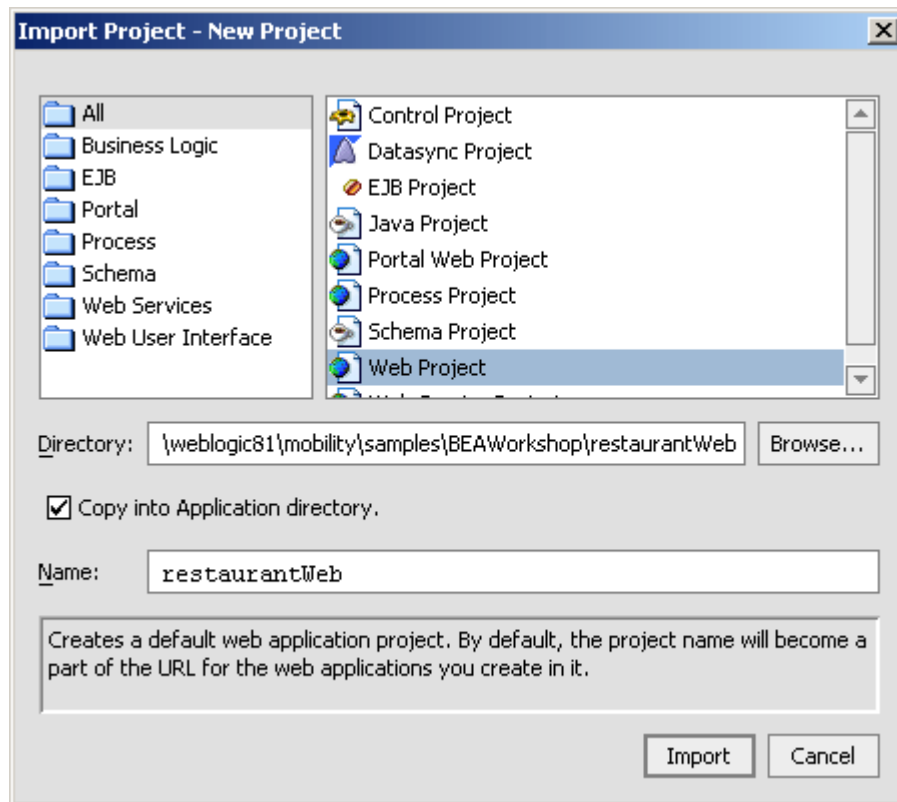 Import Project - New Project
All
Business Logic
EJB
Portal
Process
Schema
Web Services
Web User Interface
Control Project
Datasync Project
EJB Project
Java Project
Portal Web Project
Process Project
Schema Project
Web Project
Directory: \weblogic81\mobility\samples\BEAWorkshop\restaurantWeb Browse...
Copy into Application directory.
Name: restaurantWeb
Creates a default web application project. By default, the project name will become a
part of the URL for the web applications you create in it.
Import Cancel